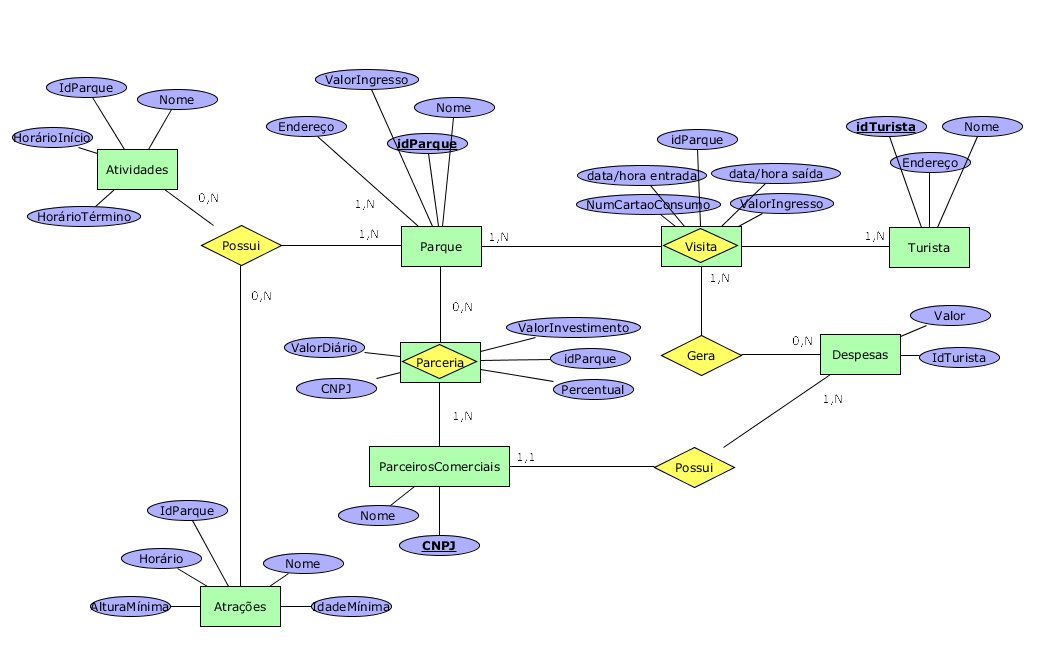 ValorIngresso
IdParque
Nome
Nome
Endereço
idTurista
Nome
HorárioInício
idParque
idParque
Endereço
Atividades
data/hora entrada
data/hora saída
0,N
1,N
NumCartaoConsumo
ValorIngresso
HorárioTérmino
1,N
1,N
1,N
Possui
Parque
Visita
Turista
1,N
0,N
0,N
Valor
ValorInvestimento
ValorDiário
0,N
Parceria
idParque
Gera
Despesas
IdTurista
CNPJ
Percentual
1,N
1,N
1,1
ParceirosComerciais
Possui
IdParque
Nome
CNPJ
Horário
Nome
AlturaMínima
Atrações
IdadeMínima